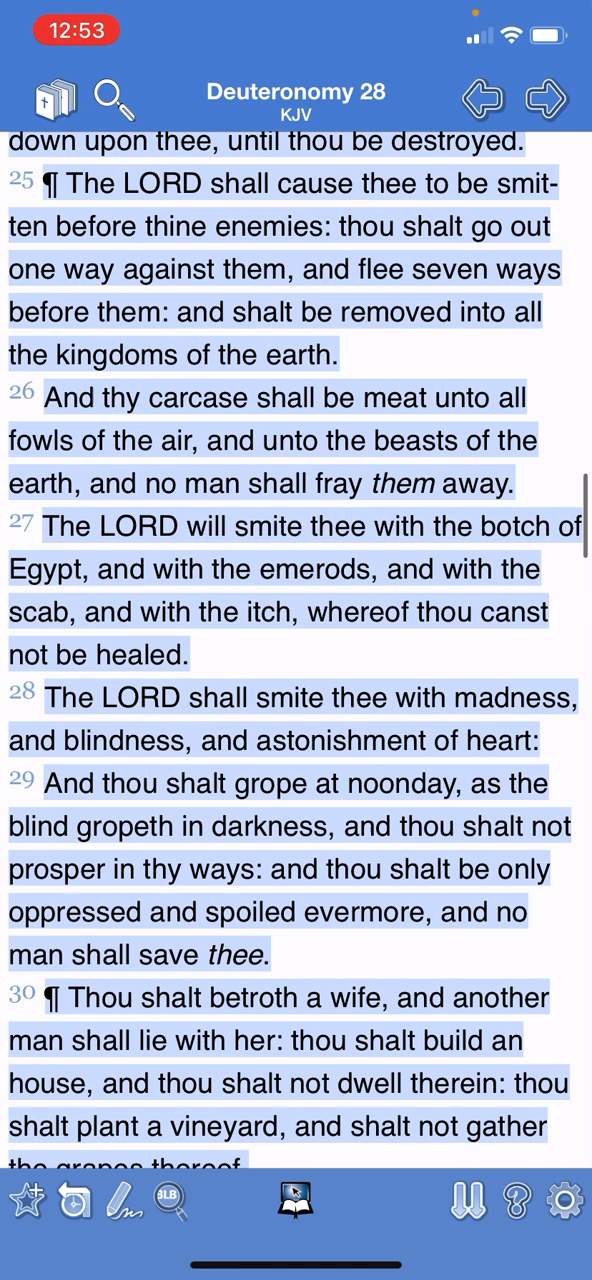 12:53
Deuteronomy 28
KJV
down upon thee, until thou be destroyed.
25 ¶ The LORD shall cause thee to be smit-
ten before thine enemies: thou shalt go out
one way against them, and flee seven ways
before them: and shalt be removed into all
the kingdoms of the earth.
26 And thy carcase shall be meat unto all
fowls of the air, and unto the beasts of the
earth, and no man shall fray them away.
27 The LORD will smite thee with the botch of
Egypt, and with the emerods, and with the
scab, and with the itch, whereof thou canst
not be healed.
28 The LORD shall smite thee with madness,
and blindness, and astonishment of heart:
29 And thou shalt grope at noonday, as the
blind gropeth in darkness, and thou shalt not
prosper in thy ways: and thou shalt be only
oppressed and spoiled evermore, and no
man shall save thee.
30 ¶ Thou shalt betroth a wife, and another
man shall lie with her: thou shalt build an
house, and thou shalt not dwell therein: thou
shalt plant a vineyard, and shalt not gather
the grapes thereof.
BLB